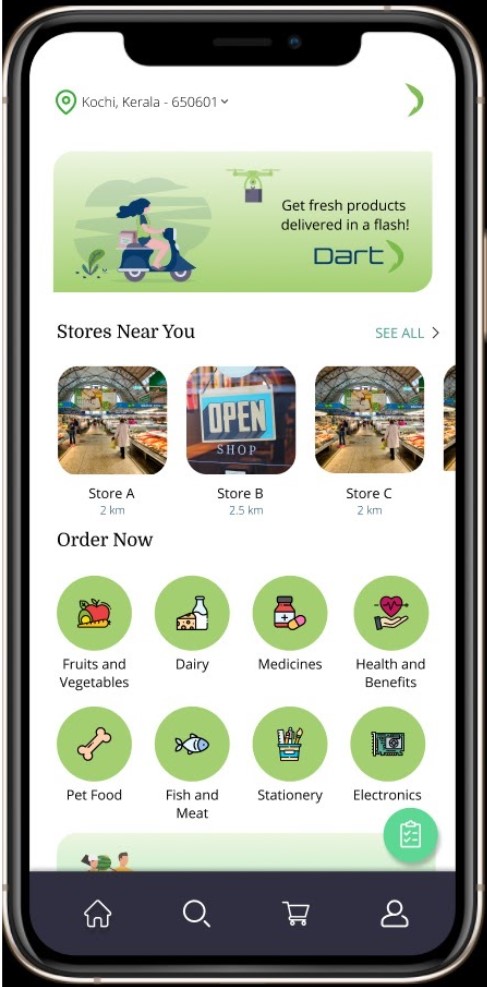 Kochi, Kerala - 650601
Get fresh products
delivered in a flash!
Dart
Stores Near You
SEE ALL
OPEN
SHOP
Store A
Store B
Store C
2 km
2.5 km
2 km
Order Now
Fruits and
Vegetables
Dairy
Medicines
Health and
Benefits
Pet Food
Fish and
Meat
Stationery
Electronics